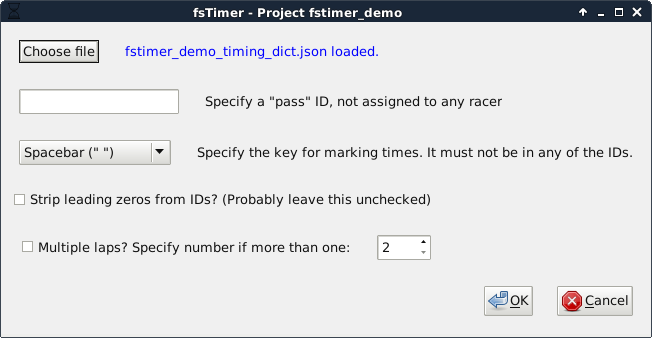 fsTimer - Project fstimer_demo
Choose file fstimer_demo_timing_dict.json loaded.
Specify a "pass" ID, not assigned to any racer
Spacebar (" ") Specify the key for marking times. It must not be in any of the IDs.
Strip leading zeros from IDs? (Probably leave this unchecked)
Multiple laps? Specify number if more than one: 2
OK Cancel